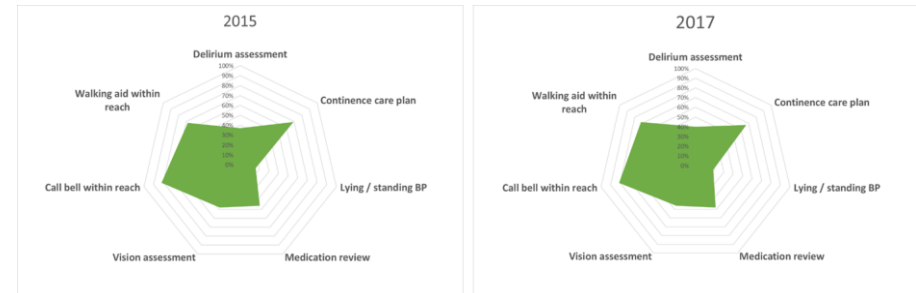 2015
Delirium assessment
100%
90%
80%
70%
60%
50%
40%
30%
20%
10%
0%
Continence care plan
Lying / standing BP
Medication review
Vision assessment
Call bell within reach
Walking aid within
reach
2017
Delirium assessment
100%
90%
80%
70%
60%
50%
40%
30%
20%
10%
0%
Continence care plan
Lying / standing BP
Medication review
Vision assessment
Call bell within reach
Walking aid within
reach